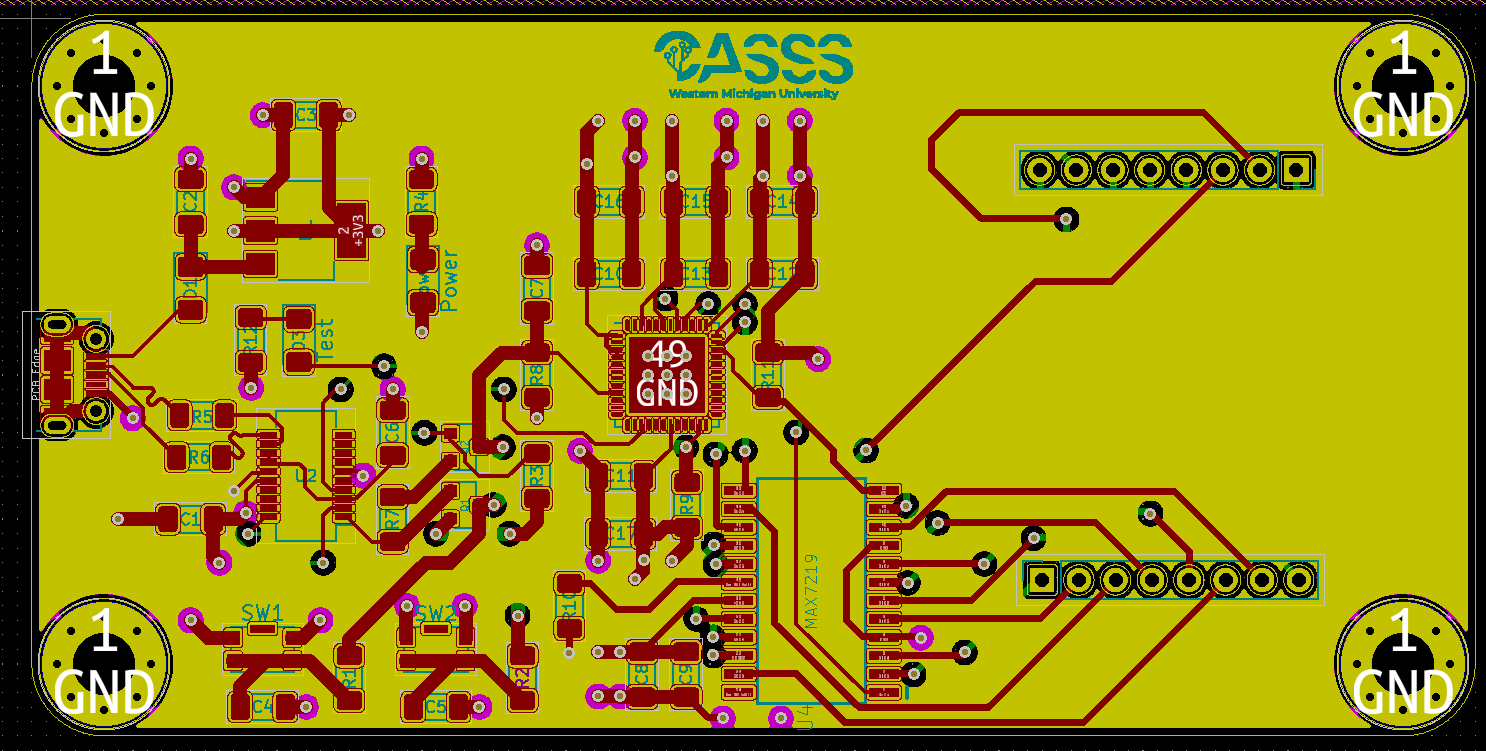 CASSS
Western Michigan University
1
GND
1
GND
C3
C2
R4
2
+3V3
C16
C15
C14
C10
C13
C12
D1
Power
C7
PCB Edge
R12
D3
Test
R8
49
GND
R11
R5
R6
C6
U2
R3
C11
R9
C1
R7
C17
MAX7219
R10
SW1
SW2
1
GND
R1
R2
C8
C9
C4
C5
U4
1
GND